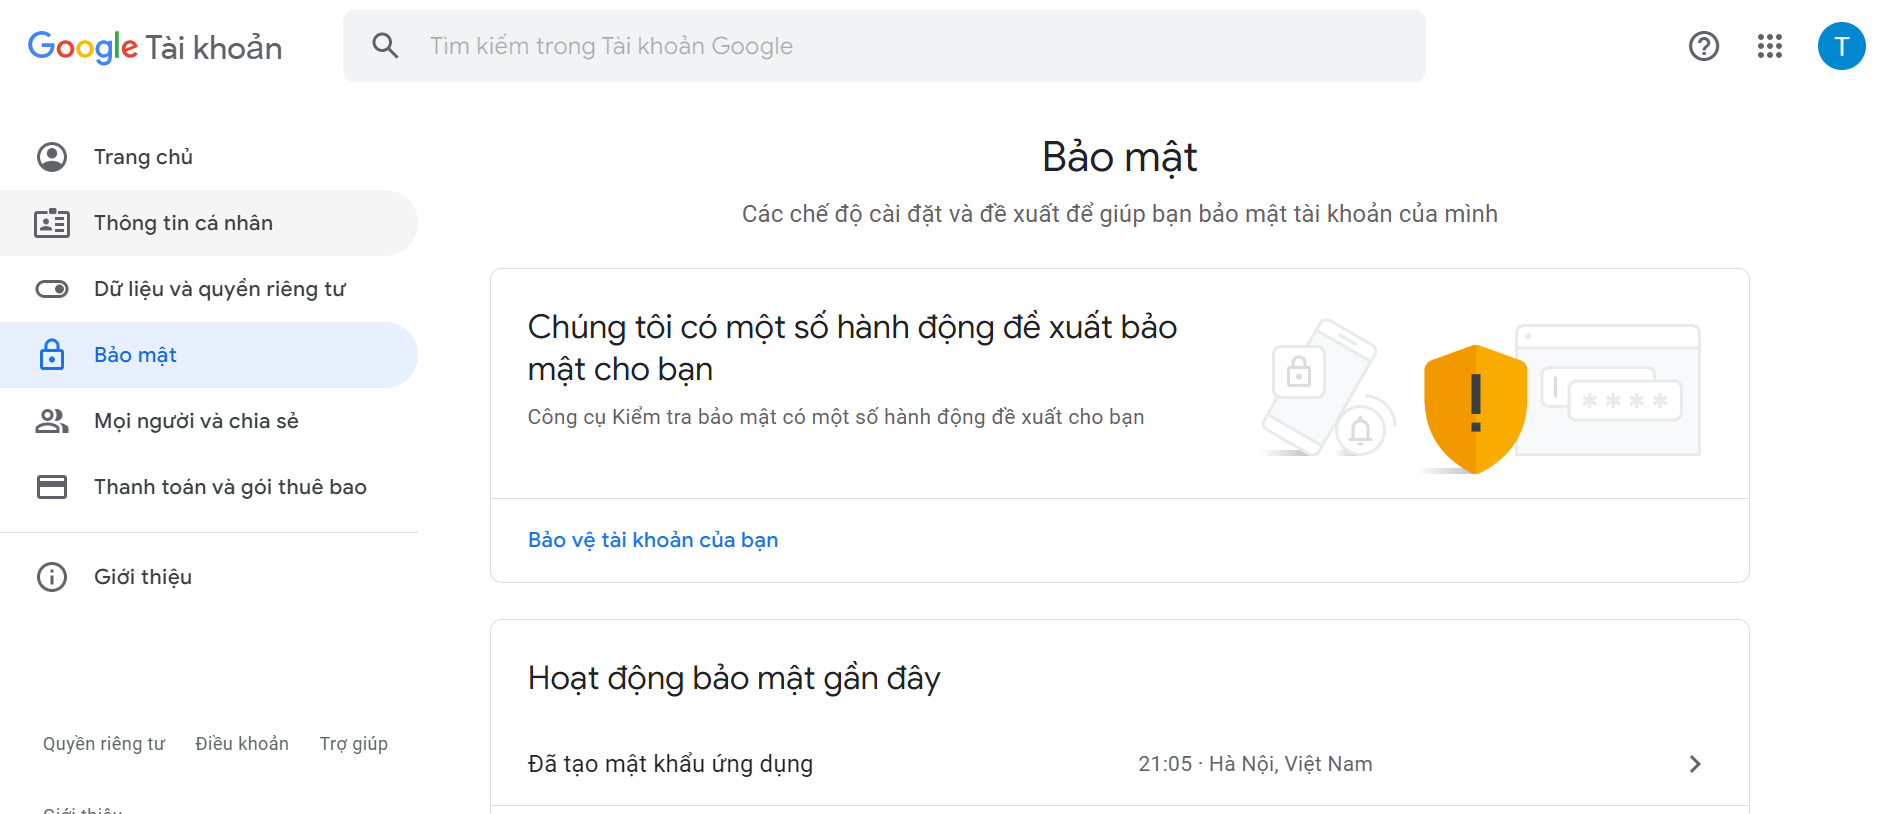 Google Tài khoản
Tìm kiếm trong Tài khoản Google
T
Trang chủ
Thông tin cá nhân
Dữ liệu và quyền riêng tư
Bảo mật
Mọi người và chia sẻ
Thanh toán và gói thuê bao
Giới thiệu
Quyền riêng tư Điều khoản Trợ giúp
Giới thiệu
Bảo mật
Các chế độ cài đặt và đề xuất để giúp bạn bảo mật tài khoản của mình
Chúng tôi có một số hành động đề xuất bảo
mật cho bạn
Công cụ Kiểm tra bảo mật có một số hành động đề xuất cho bạn
Bảo vệ tài khoản của bạn
Hoạt động bảo mật gần đây
Đã tạo mật khẩu ứng dụng
21:05 · Hà Nội, Việt Nam